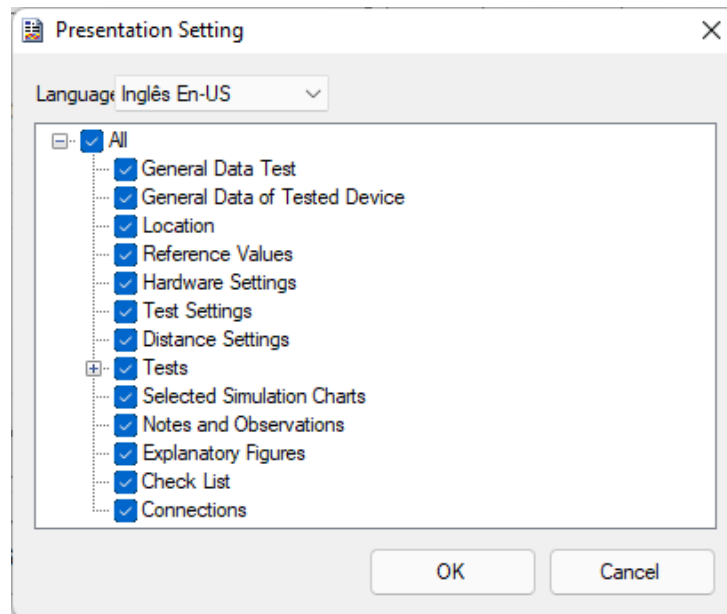 Presentation Setting
Language Inglês En-US
All
General Data Test
General Data of Tested Device
Location
Reference Values
Hardware Settings
Test Settings
Distance Settings
Tests
Selected Simulation Charts
Notes and Observations
Explanatory Figures
Check List
Connections
OK Cancel